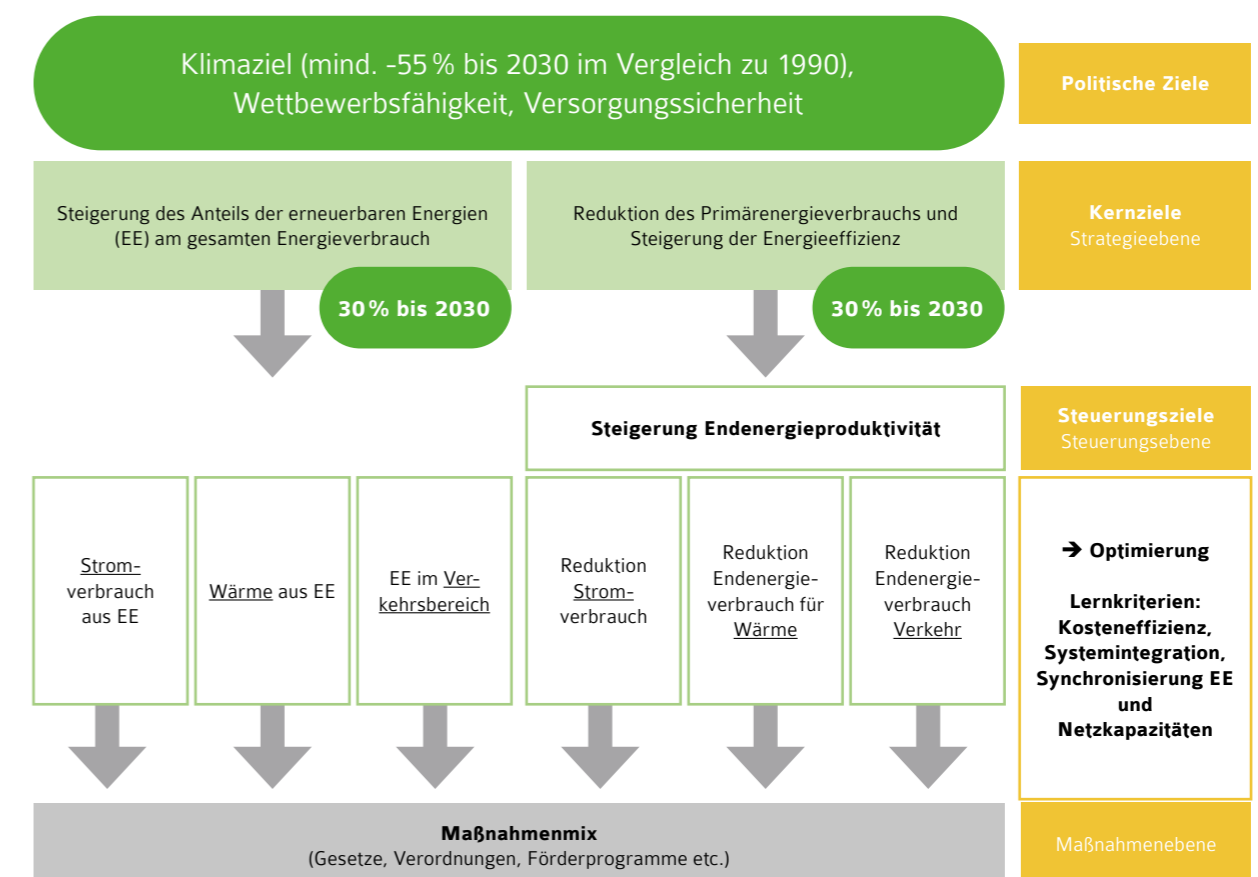 Klimaziel (mind. -55 % bis 2030 im Vergleich zu 1990),
Wettbewerbsfähigkeit, Versorgungssicherheit
Politische Ziele
Steigerung des Anteils der erneuerbaren Energien
(EE) am gesamten Energieverbrauch
30 % bis 2030
Reduktion des Primärenergieverbrauchs und
Steigerung der Energieeffizienz
30 % bis 2030
Kernziele
Strategieebene
Steigerung Endenergieproduktivität
Steuerungsziele
Steuerungsebene
Strom-
verbrauch
aus EE
Wärme aus EE
EE im Ver-
kehrsbereich
Reduktion
Strom-
verbrauch
Reduktion
Endenergie-
verbrauch für
Wärme
Reduktion
Endenergie-
verbrauch
Verkehr
➔ Optimierung
Lernkriterien:
Kosteneffizienz,
Systemintegration,
Synchronisierung EE
und
Netzkapazitäten
Maßnahmenmix
(Gesetze, Verordnungen, Förderprogramme etc.)
Maßnahmenebene